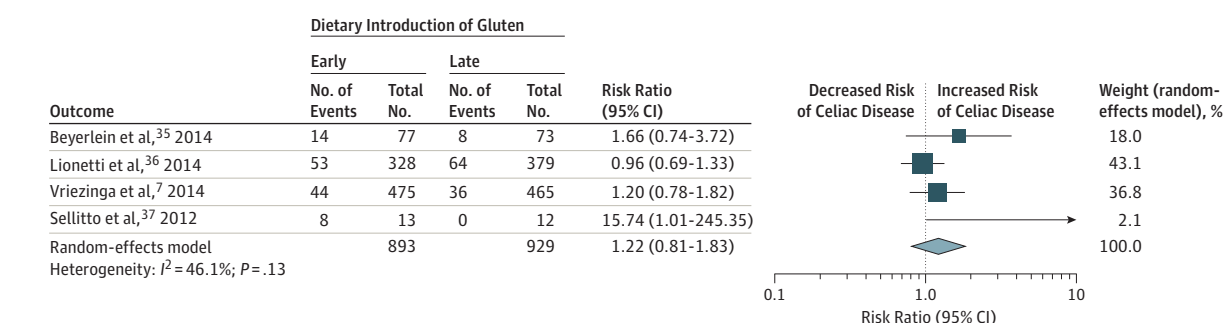 Dietary Introduction of Gluten
Early Late
No. of Total No. of Total Risk Ratio Decreased Risk Increased Risk Weight (random-
Outcome Events No. Events No. (95% CI) of Celiac Disease of Celiac Disease effects model), %
Beyerlein et al,35 2014 14 77 8 73 1.66 (0.74-3.72) 18.0
Lionetti et al,36 2014 53 328 64 379 0.96 (0.69-1.33) 43.1
Vriezinga et al,7 2014 44 475 36 465 1.20 (0.78-1.82) 36.8
Sellitto et al,37 2012 8 13 0 12 15.74 (1.01-245.35) 2.1
Random-effects model 893 929 1.22 (0.81-1.83) 100.0
Heterogeneity: I2 = 46.1%; P = .13
0.1 1.0 10
Risk Ratio (95% CI)